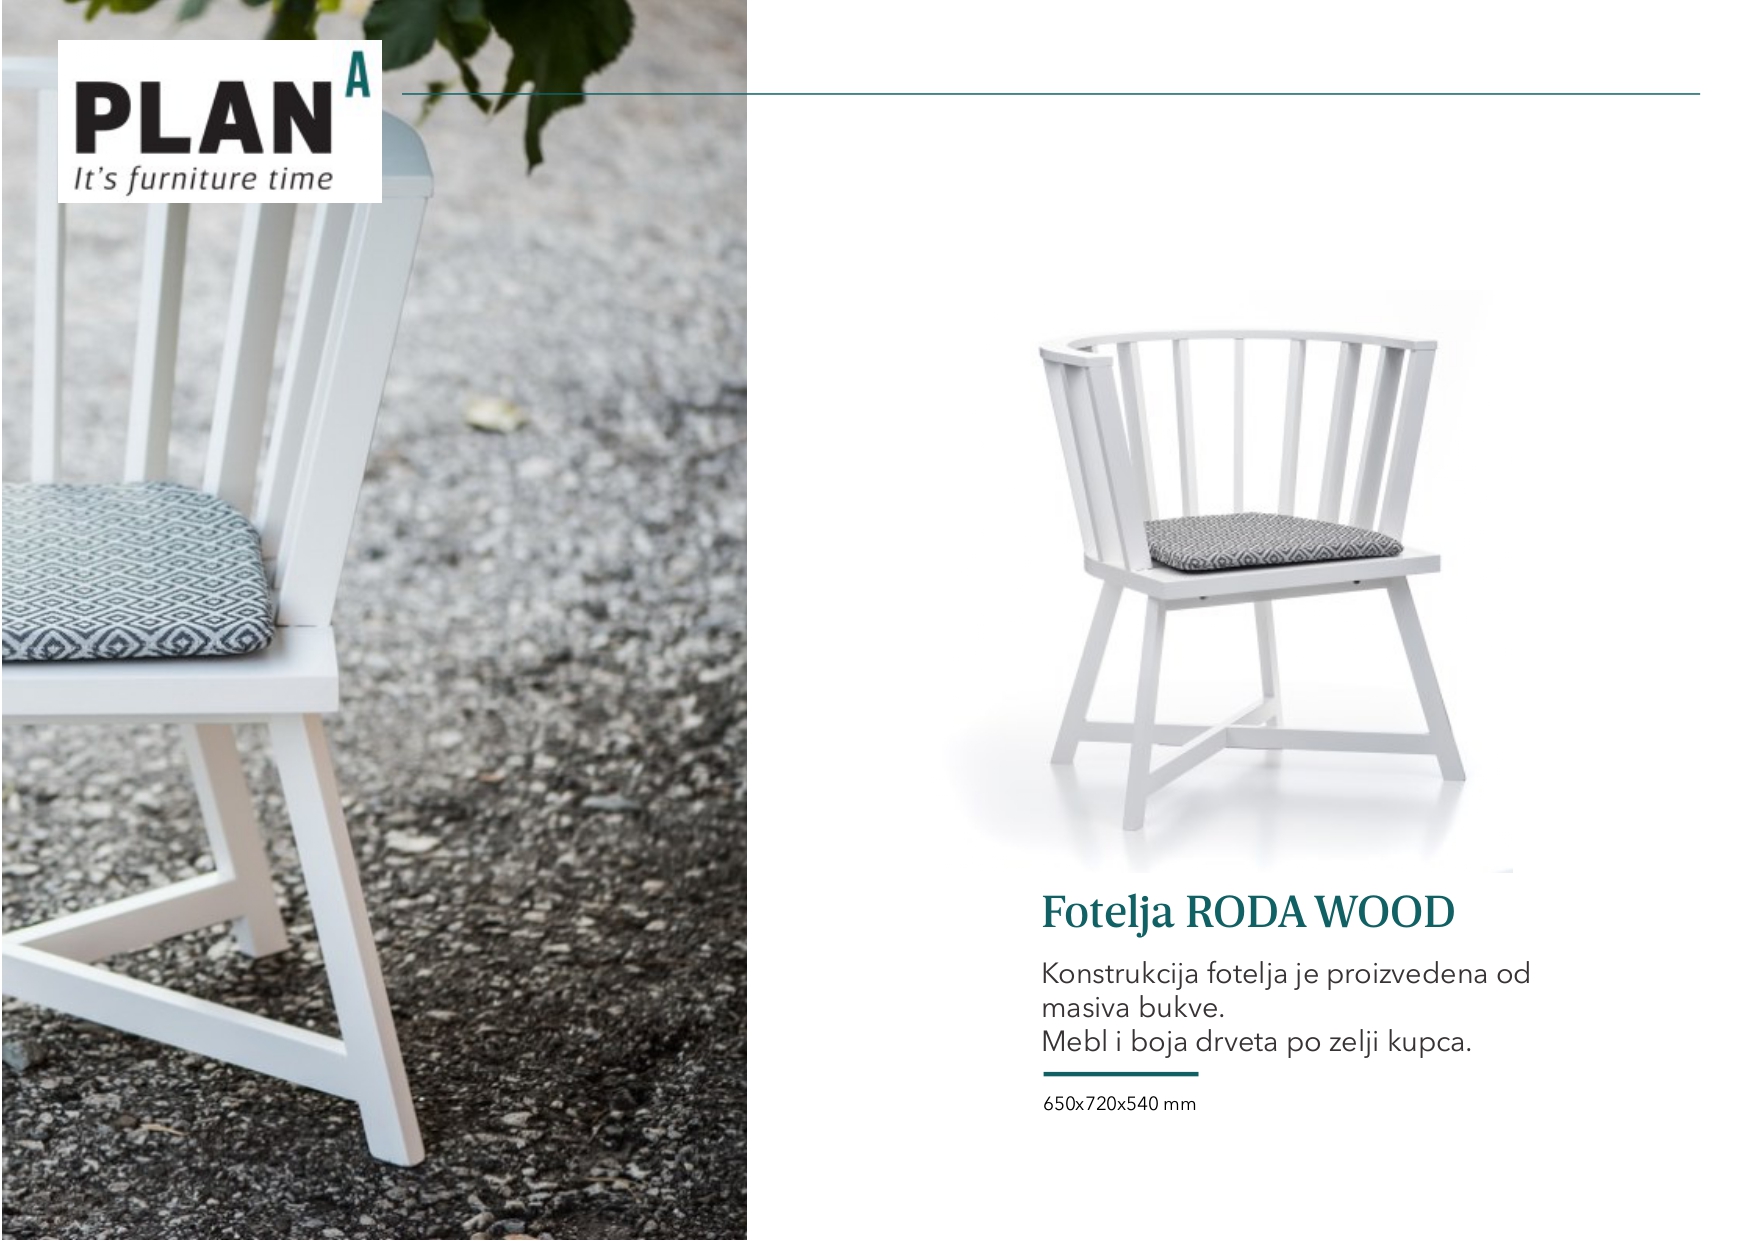 PLAN A
It's furniture time
Fotelja RODA WOOD
Konstrukcija fotelja je proizvedena od
masiva bukve.
Mebl i boja drveta po zelji kupca.
650x720x540 mm